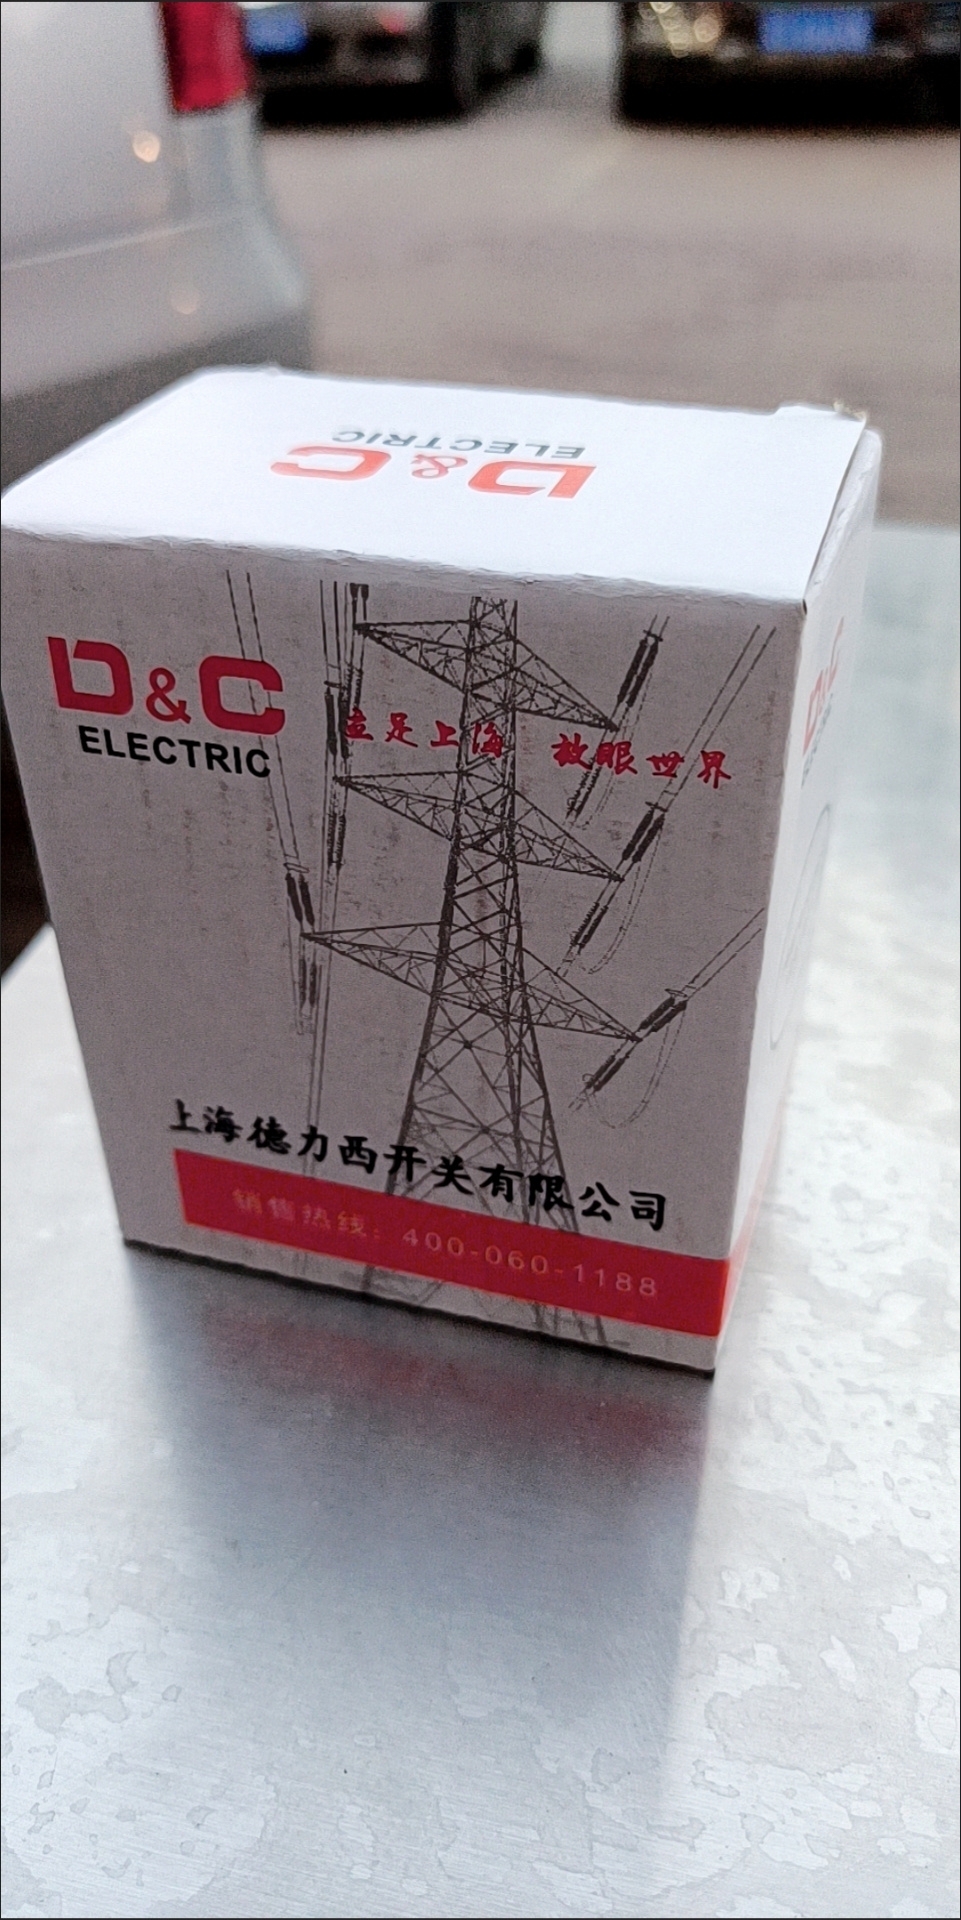 D&C
ELECTRIC
D&C
ELECTRIC
立足上海 放眼世界
上海德力西开关有限公司
销售热线: 400-060-1188